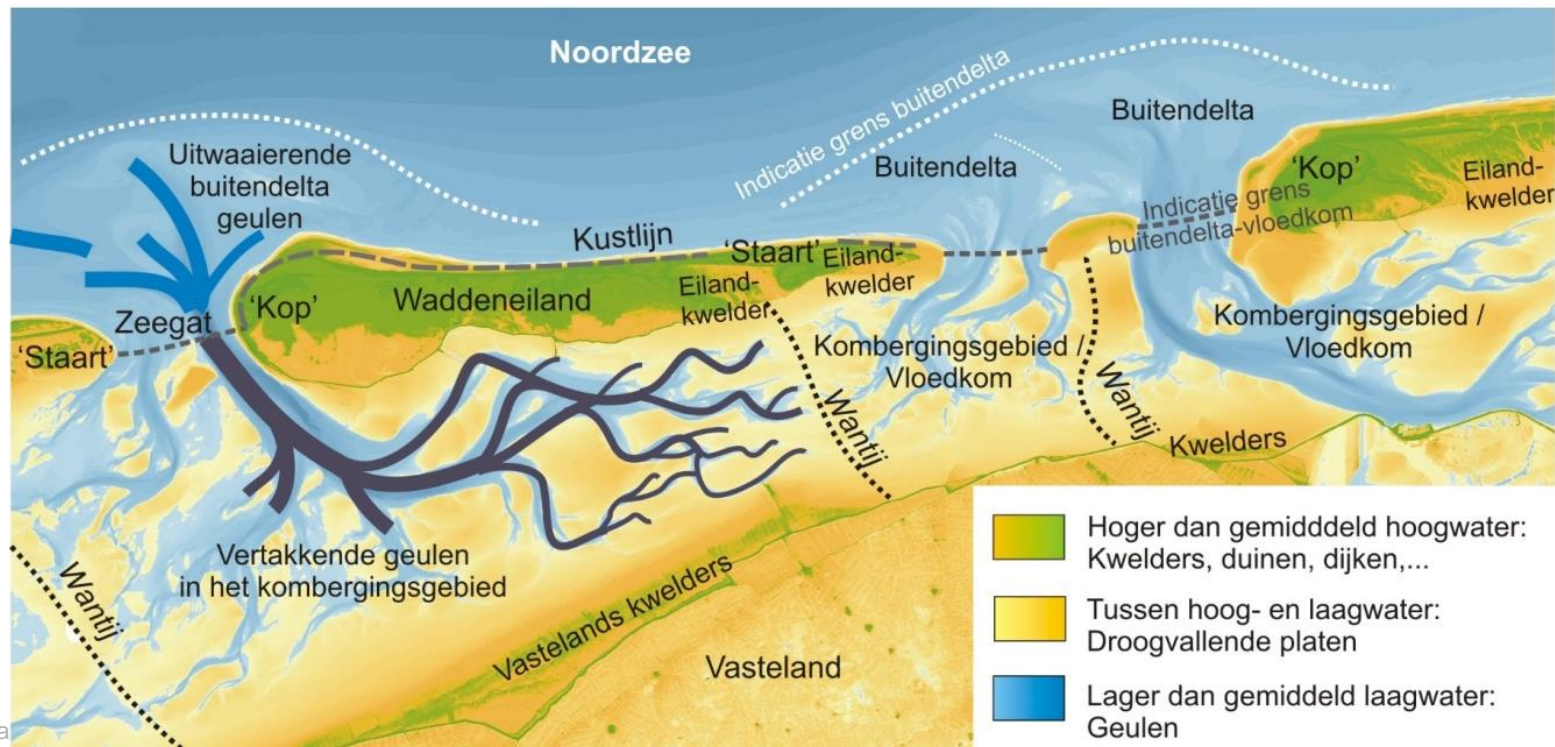 Noordzee
Indicatie grens buitendelta
Buitendelta
Uitwaaierende
buitendelta
geulen
Buitendelta
'Kop'
Eiland-
kwelder
Indicatie grens
buitendelta-vloedkom
Kustlijn
'Staart'
Eiland-
kwelder
Eiland-
kwelder
Waddeneiland
'Kop'
Zeegat
'Staart'
Kombergingsgebied /
Vloedkom
Kombergingsgebied /
Vloedkom
Wantij
Wantij
Kwelders
Vertakkende geulen
in het kombergingsgebied
Wantij
Vastelands kwelders
Vasteland
Hoger dan gemidddeld hoogwater:
Kwelders, duinen, dijken,...
Tussen hoog- en laagwater:
Droogvallende platen
Lager dan gemiddeld laagwater:
Geulen